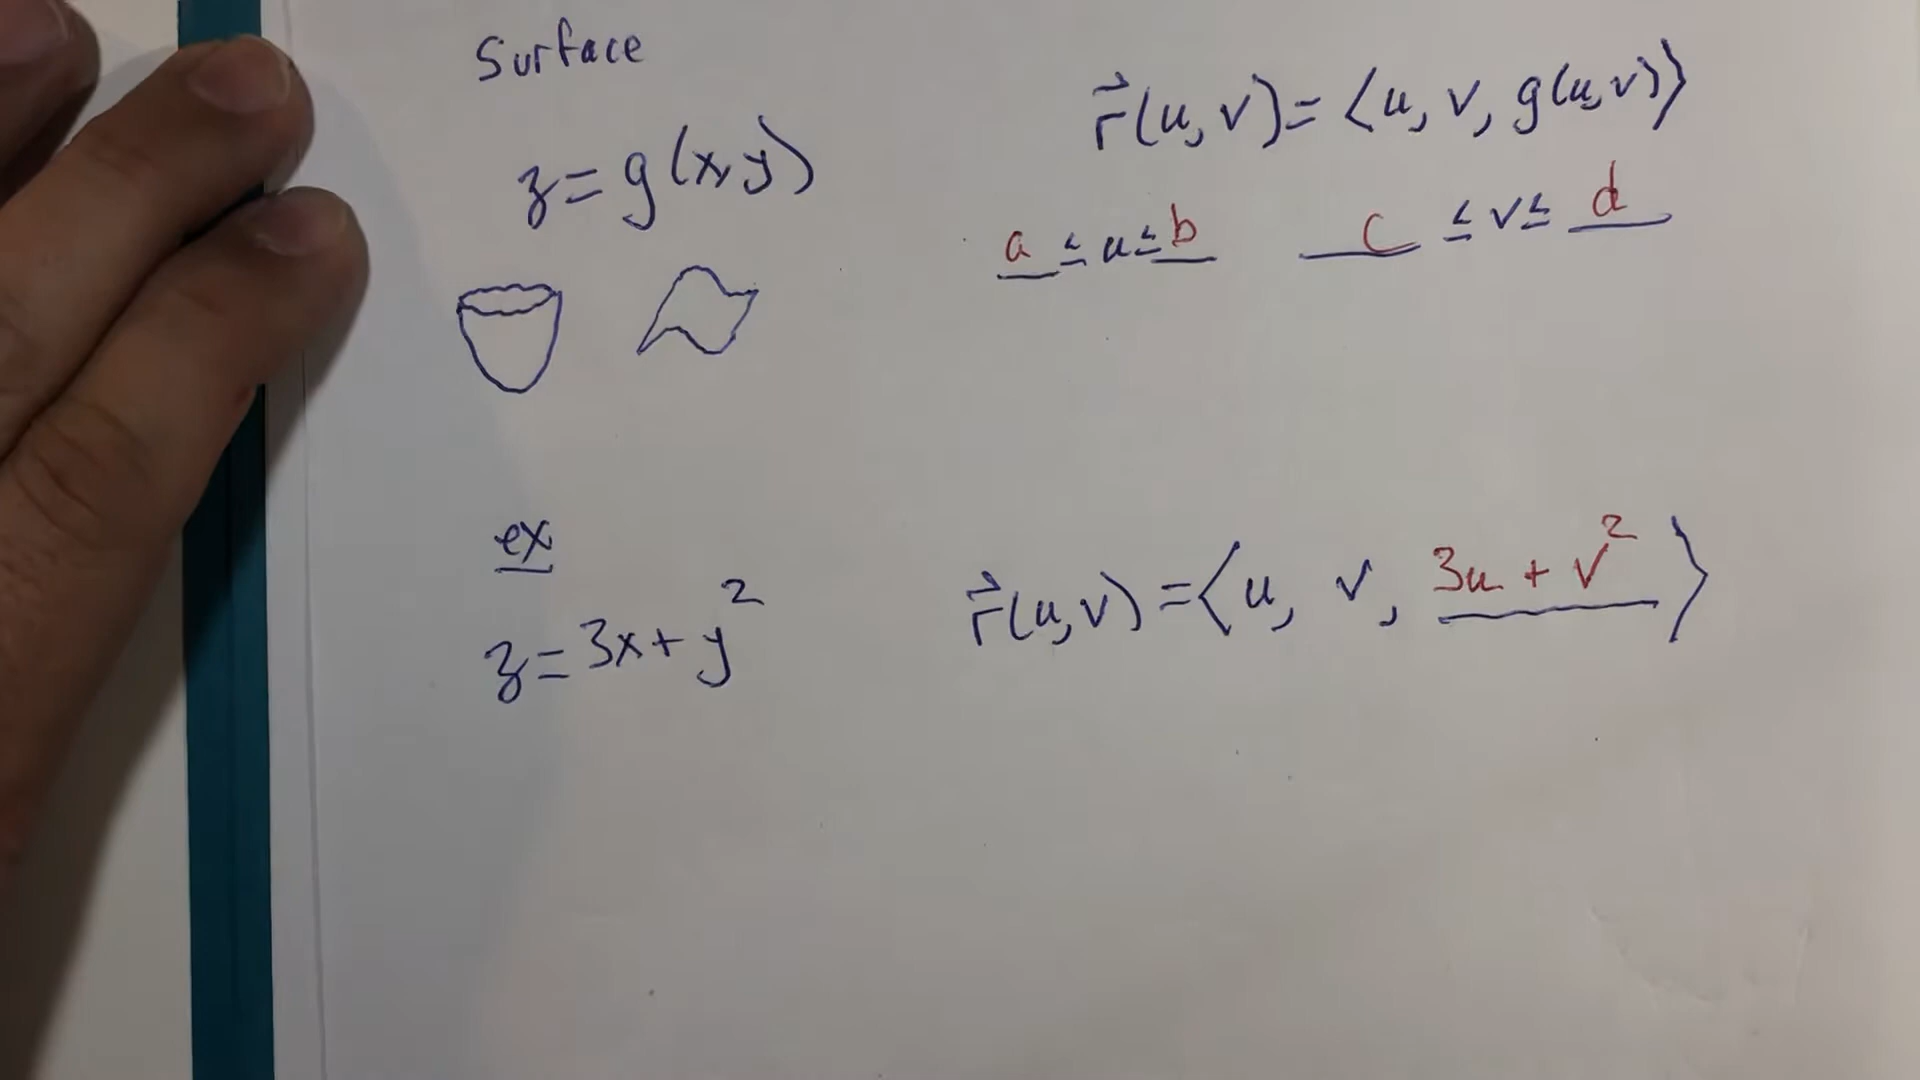 Surface
z = g(x,y)
r⃗(u,v) = ⟨u, v, g(u,v)⟩
a ≤ u ≤ b   c ≤ v ≤ d
ex
z = 3x + y²
r⃗(u,v) = ⟨u, v, 3u + v²⟩